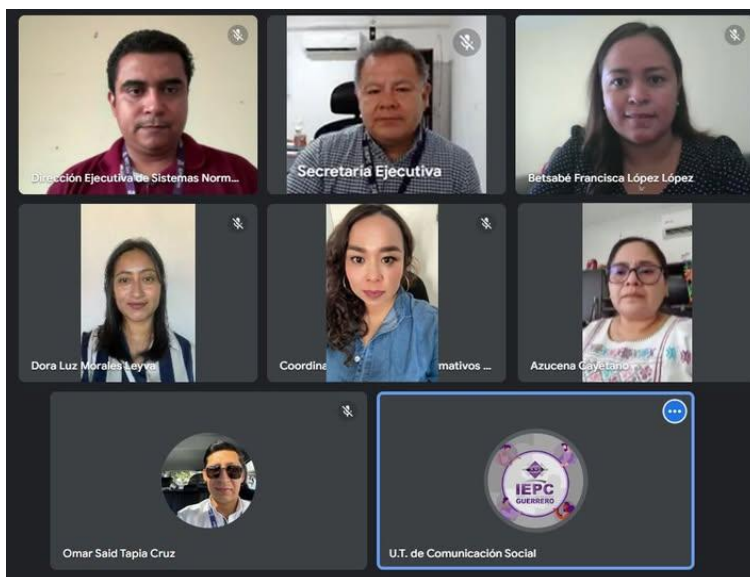 Dirección Ejecutiva de Sistemas Norm...
Secretaría Ejecutiva
Betsabé Francisca López López
Dora Luz Morales Leyva
Coordina mativos ...
Azucena Cayetano
Omar Said Tapia Cruz
IEPC
GUERRERO
U.T. de Comunicación Social